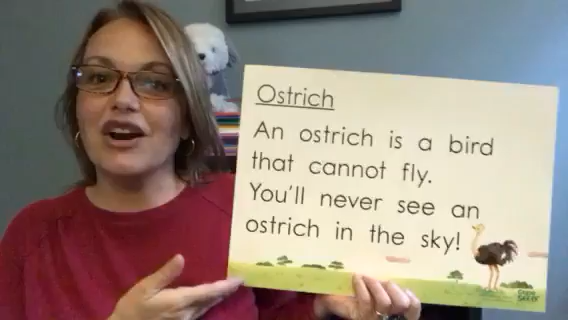 Ostrich
An ostrich is a bird
that cannot fly.
You'll never see an
ostrich in the sky!